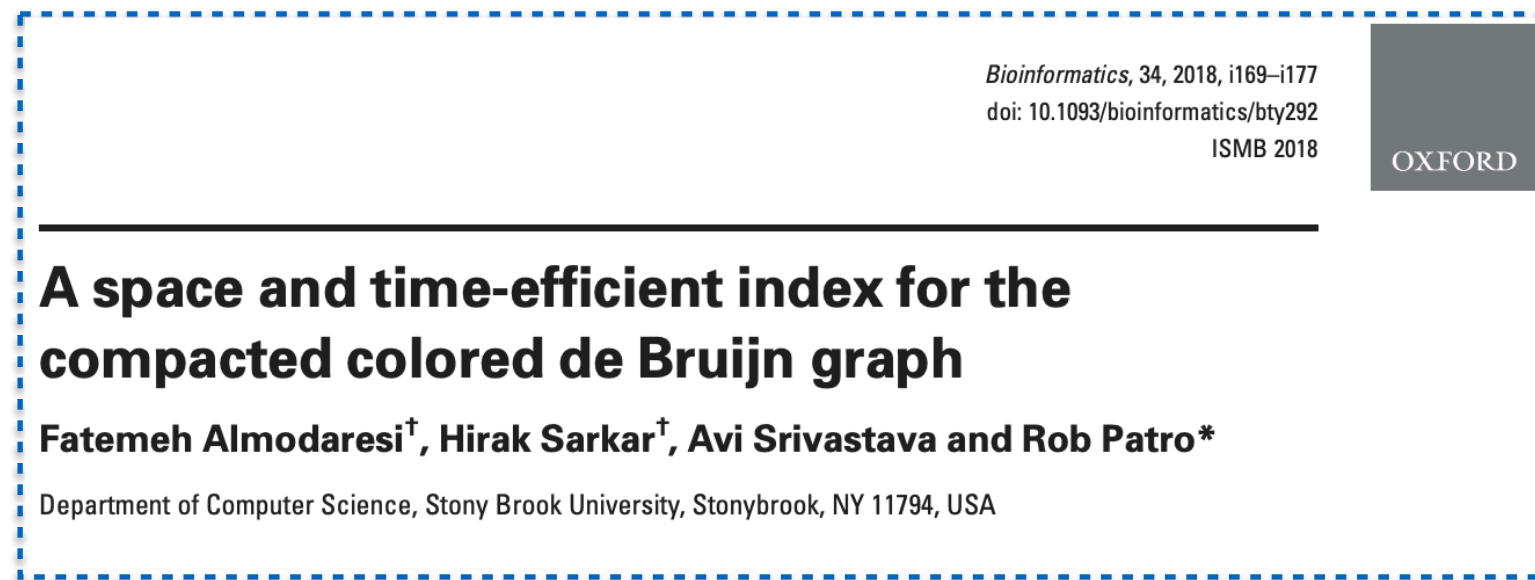 Bioinformatics, 34, 2018, i169–i177
doi: 10.1093/bioinformatics/bty292
ISMB 2018
OXFORD
A space and time-efficient index for the
compacted colored de Bruijn graph
Fatemeh Almodaresi†, Hirak Sarkar†, Avi Srivastava and Rob Patro*
Department of Computer Science, Stony Brook University, Stonybrook, NY 11794, USA